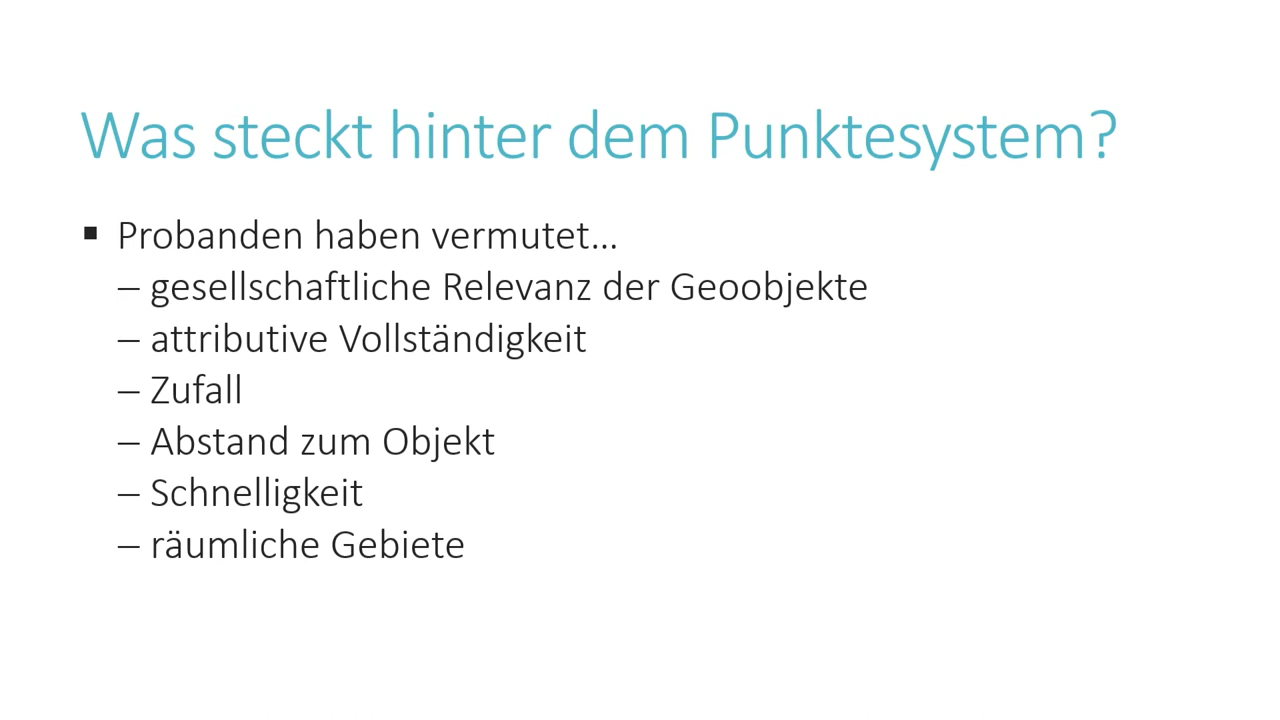 Was steckt hinter dem Punktesystem?
▪ Probanden haben vermutet...
– gesellschaftliche Relevanz der Geoobjekte
– attributive Vollständigkeit
– Zufall
– Abstand zum Objekt
– Schnelligkeit
– räumliche Gebiete